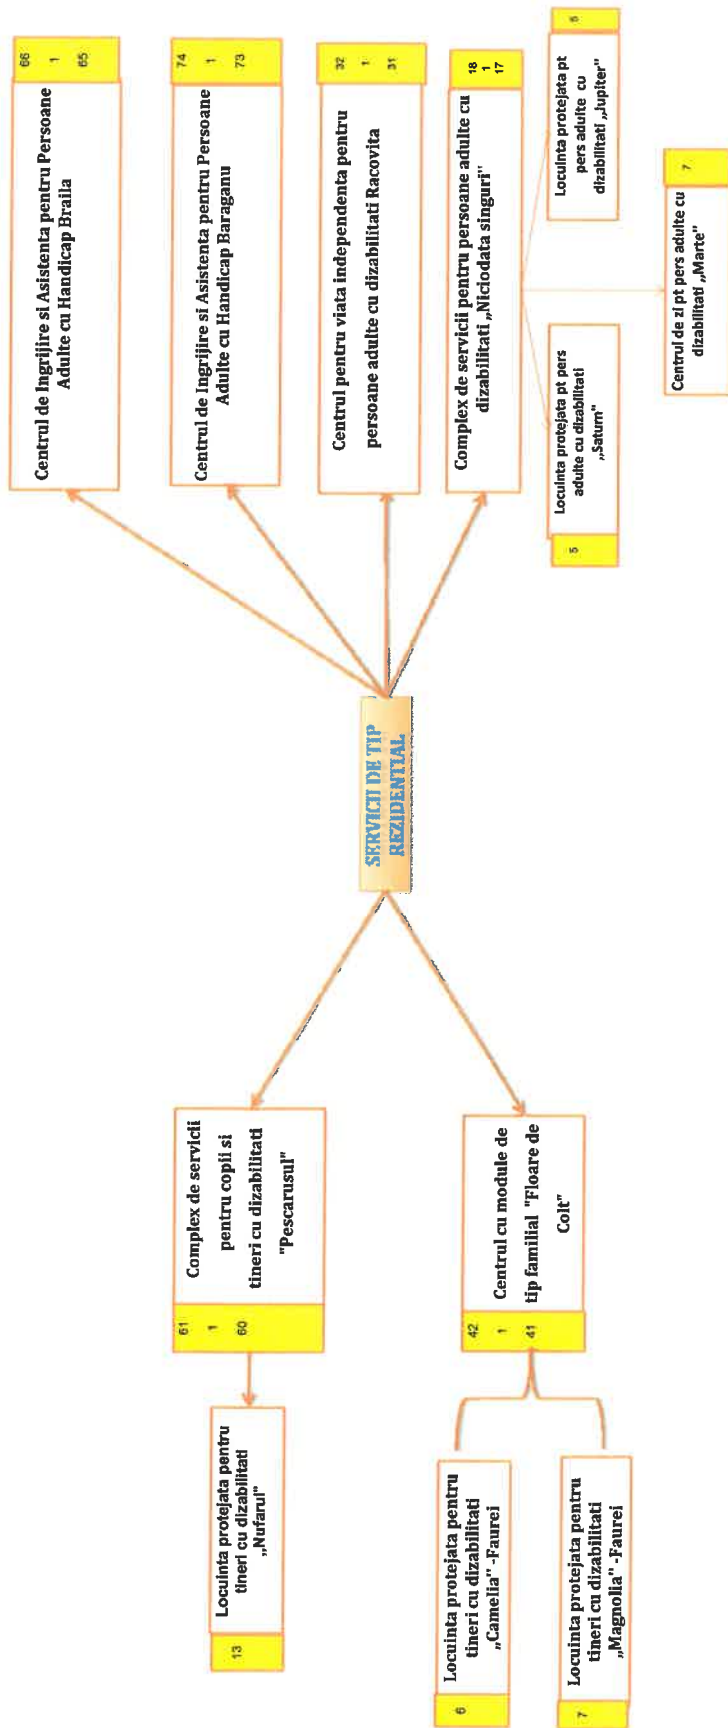 SERVICII DE TIP
REZIDENTIAL
61
1
60
Complex de servicii
pentru copii si
tineri cu dizabilitati
"Pescarusul"
13
Locuinta protejata pentru
tineri cu dizabilitati
„Nufarul"
42
1
41
Centrul cu module de
tip familial "Floare de
Colt"
6
Locuinta protejata pentru
tineri cu dizabilitati
„Camelia" -Faurei
7
Locuinta protejata pentru
tineri cu dizabilitati
„Magnolia" -Faurei
Centrul de Ingrijire si Asistenta pentru Persoane
Adulte cu Handicap Braila
66
1
65
Centrul de Ingrijire si Asistenta pentru Persoane
Adulte cu Handicap Baraganu
74
1
73
Centrul pentru viata independenta pentru
persoane adulte cu dizabilitati Racovita
32
1
31
Complex de servicii pentru persoane adulte cu
dizabilitati „Niciodata singuri"
18
1
17
5
Locuinta protejata pt pers
adulte cu dizabilitati
„Saturn"
Locuinta protejata pt
pers adulte cu
dizabilitati „Jupiter"
5
Centrul de zi pt pers adulte cu
dizabilitati „Marte"
7